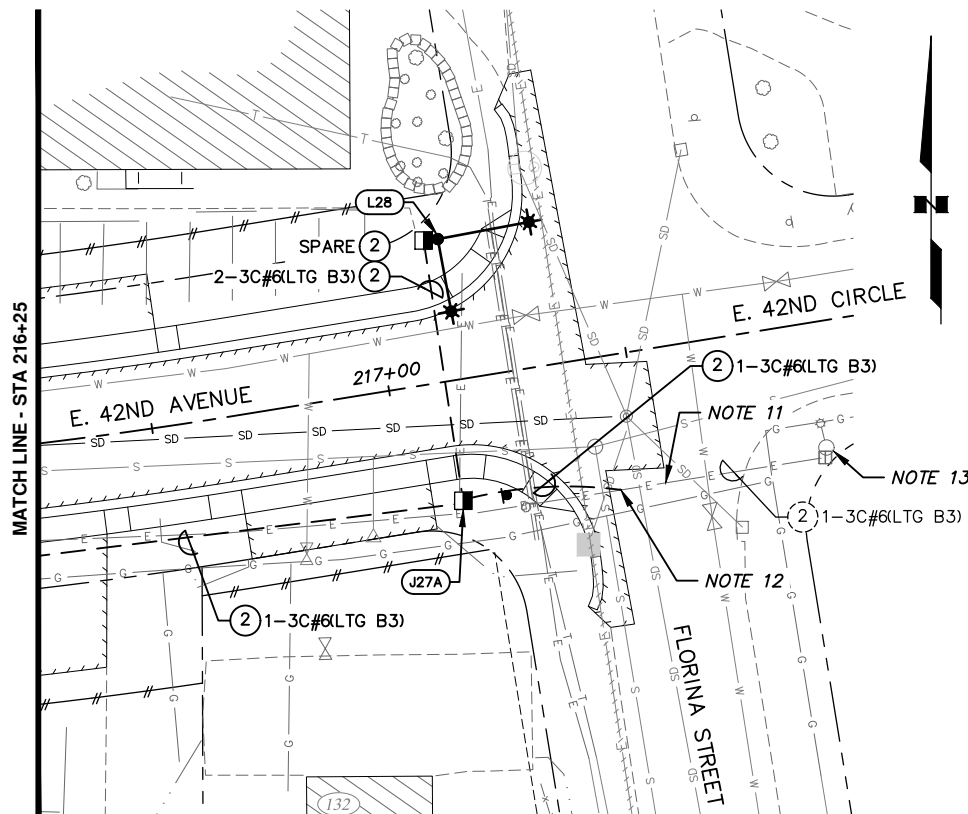 MATCH LINE - STA 216+25
L28
SPARE 2
2-3C#6(LTG B3) 2
E. 42ND CIRCLE
217+00
E. 42ND AVENUE
2 1-3C#6(LTG B3)
NOTE 11
NOTE 13
2 1-3C#6(LTG B3)
NOTE 12
J27A
2 1-3C#6(LTG B3)
FLORINA STREET
132
N